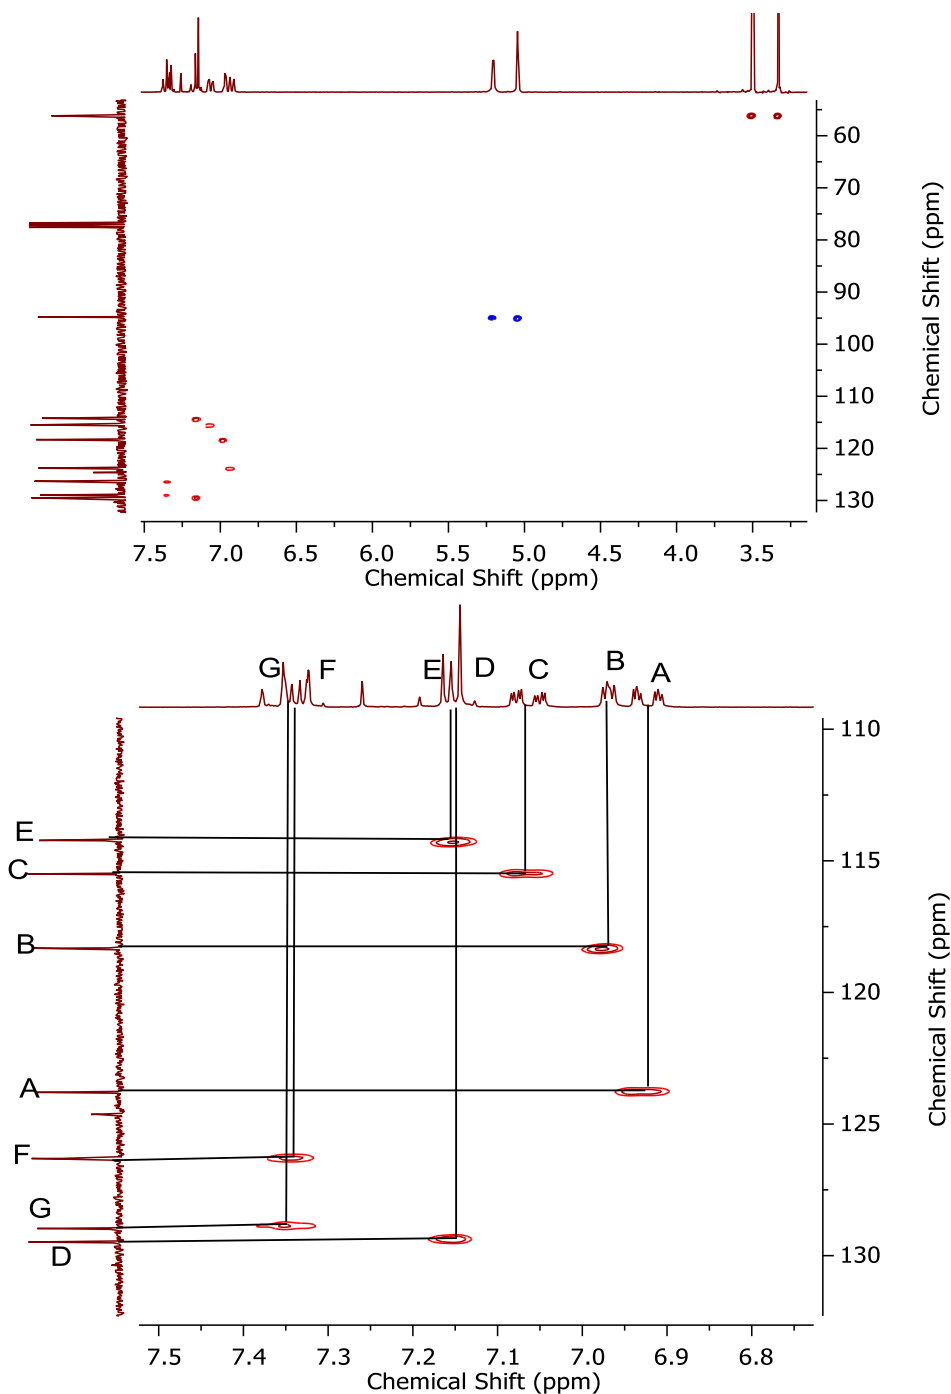 60
70
80
90
100
110
120
130
Chemical Shift (ppm)
7.5 7.0 6.5 6.0 5.5 5.0 4.5 4.0 3.5
Chemical Shift (ppm)
G F E D C B A
110
115
120
125
130
Chemical Shift (ppm)
E
C
B
A
F
G
D
7.5 7.4 7.3 7.2 7.1 7.0 6.9 6.8
Chemical Shift (ppm)